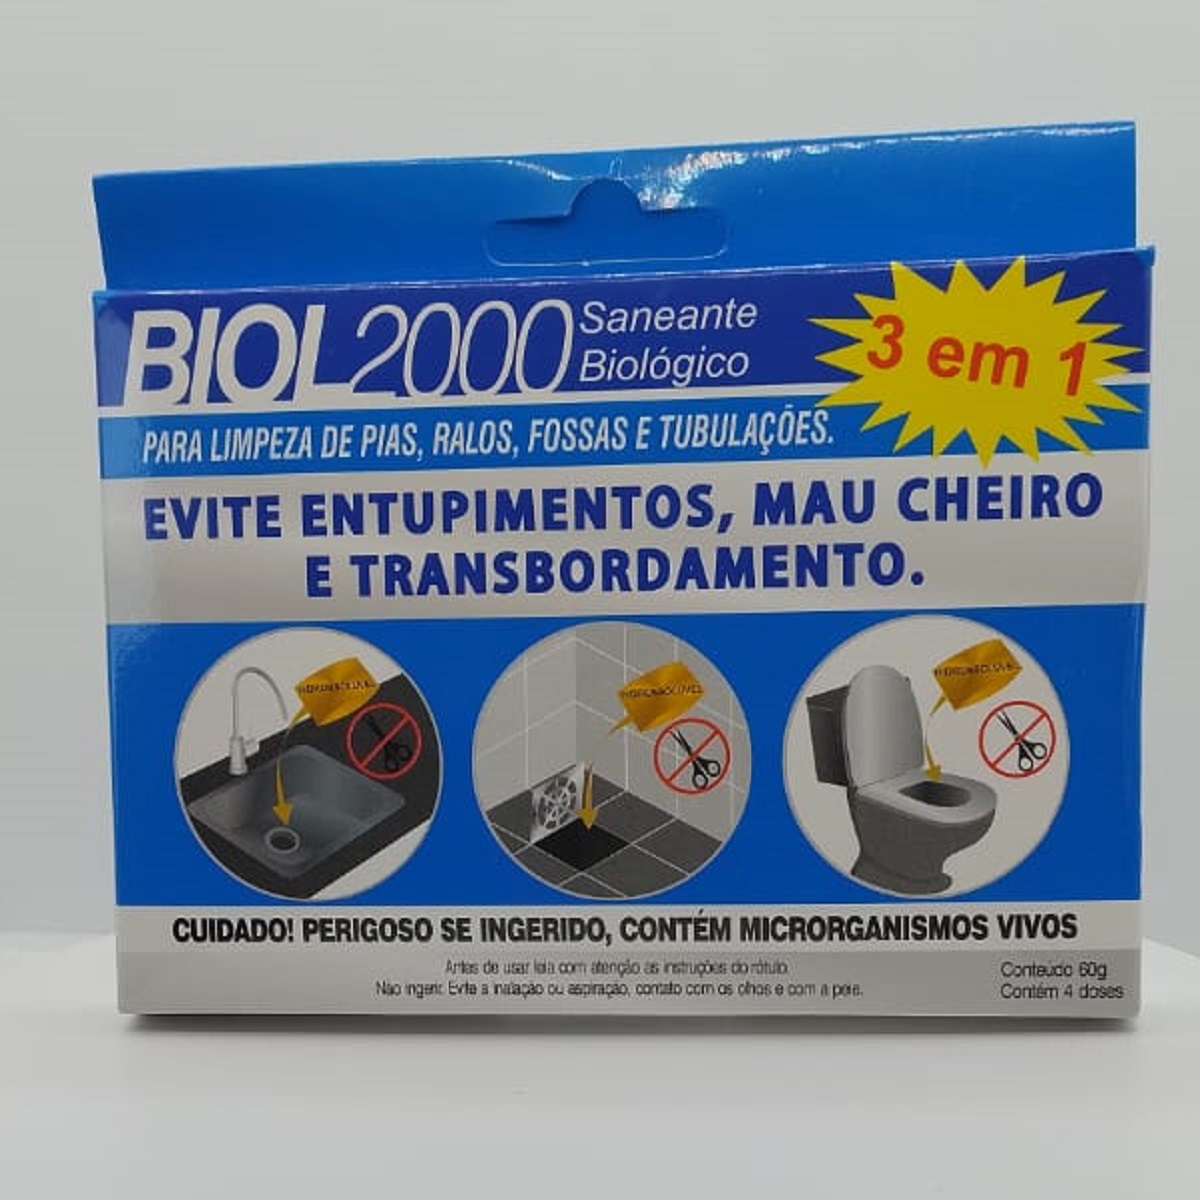 BIOL2000 Saneante
Biológico
3 em 1
PARA LIMPEZA DE PIAS, RALOS, FOSSAS E TUBULAÇÕES.
EVITE ENTUPIMENTOS, MAU CHEIRO
E TRANSBORDAMENTO.
HIDROSSOLÚVEL
CUIDADO! PERIGOSO SE INGERIDO, CONTÉM MICRORGANISMOS VIVOS
Antes de usar leia com atenção as instruções do rótulo.
Não ingerir. Evite a inalação ou aspiração, contato com os olhos e com a pele.
Conteúdo 60g
Contém 4 doses